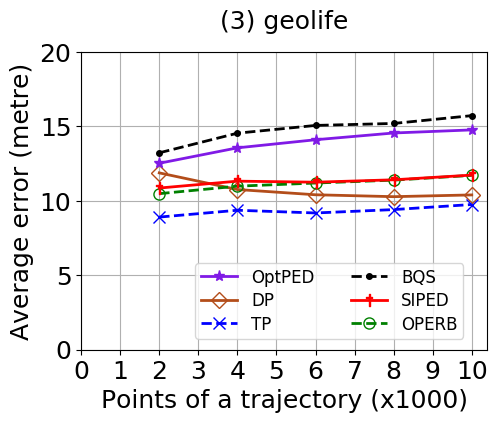 (3) geolife
Average error (metre)
20
15
10
5
0
OptPED
DP
TP
BQS
SIPED
OPERB
0 1 2 3 4 5 6 7 8 9 10
Points of a trajectory (x1000)